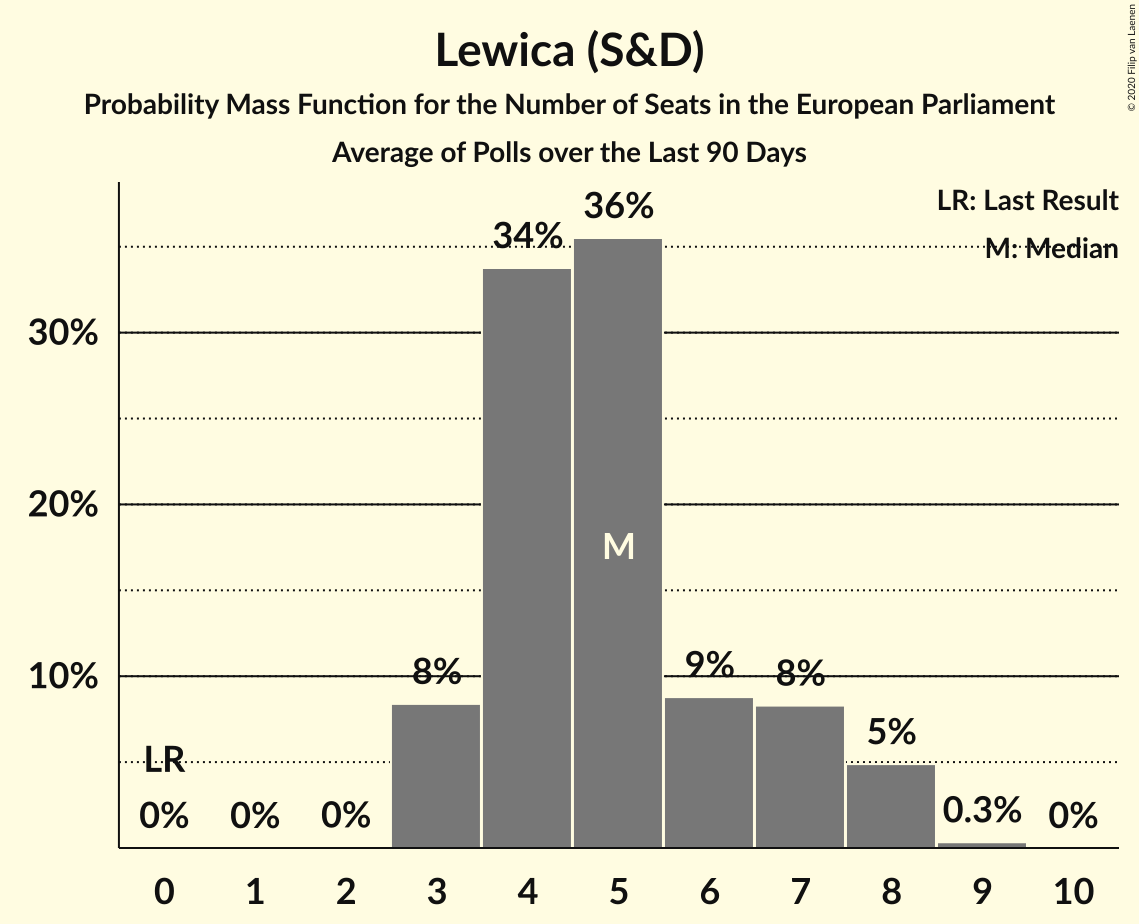 Lewica (S&D)
Probability Mass Function for the Number of Seats in the European Parliament
Average of Polls over the Last 90 Days
© 2020 Filip van Laenen
LR: Last Result
M: Median
30%
20%
10%
LR
0%
0%
0%
8%
34%
36%
M
9%
8%
5%
0.3%
0%
0 1 2 3 4 5 6 7 8 9 10